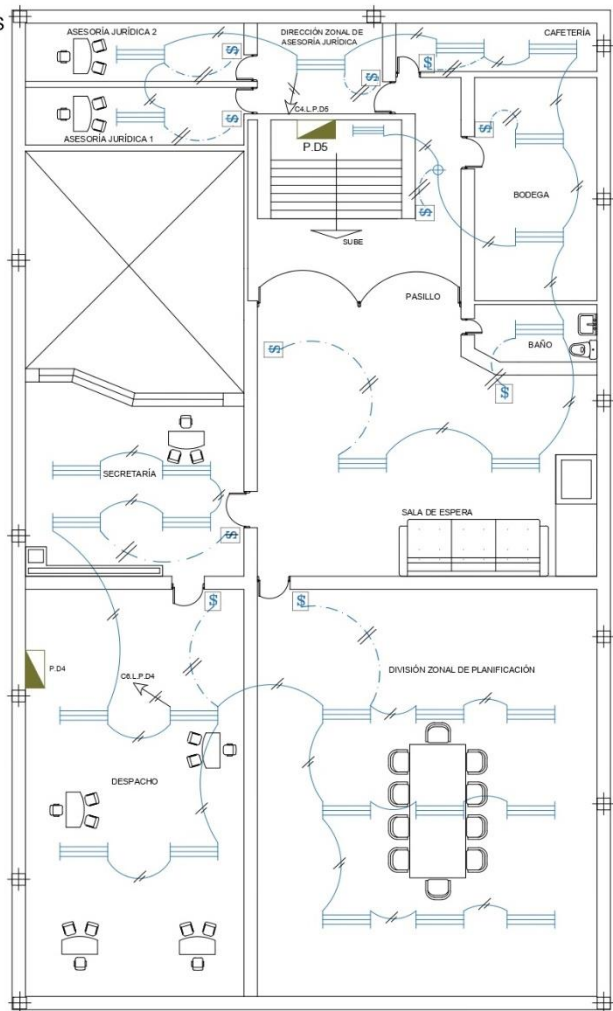 S
ASESORÍA JURÍDICA 2
DIRECCIÓN ZONAL DE
ASESORÍA JURÍDICA
CAFETERÍA
$
$
$
C4.L.P.D5
$
$
ASESORÍA JURÍDICA 1
P.D5
BODEGA
$
SUBE
PASILLO
BAÑO
$
$
SECRETARÍA
SALA DE ESPERA
$
$
$
P.D4
C6.L.P.D4
DIVISIÓN ZONAL DE PLANIFICACIÓN
DESPACHO